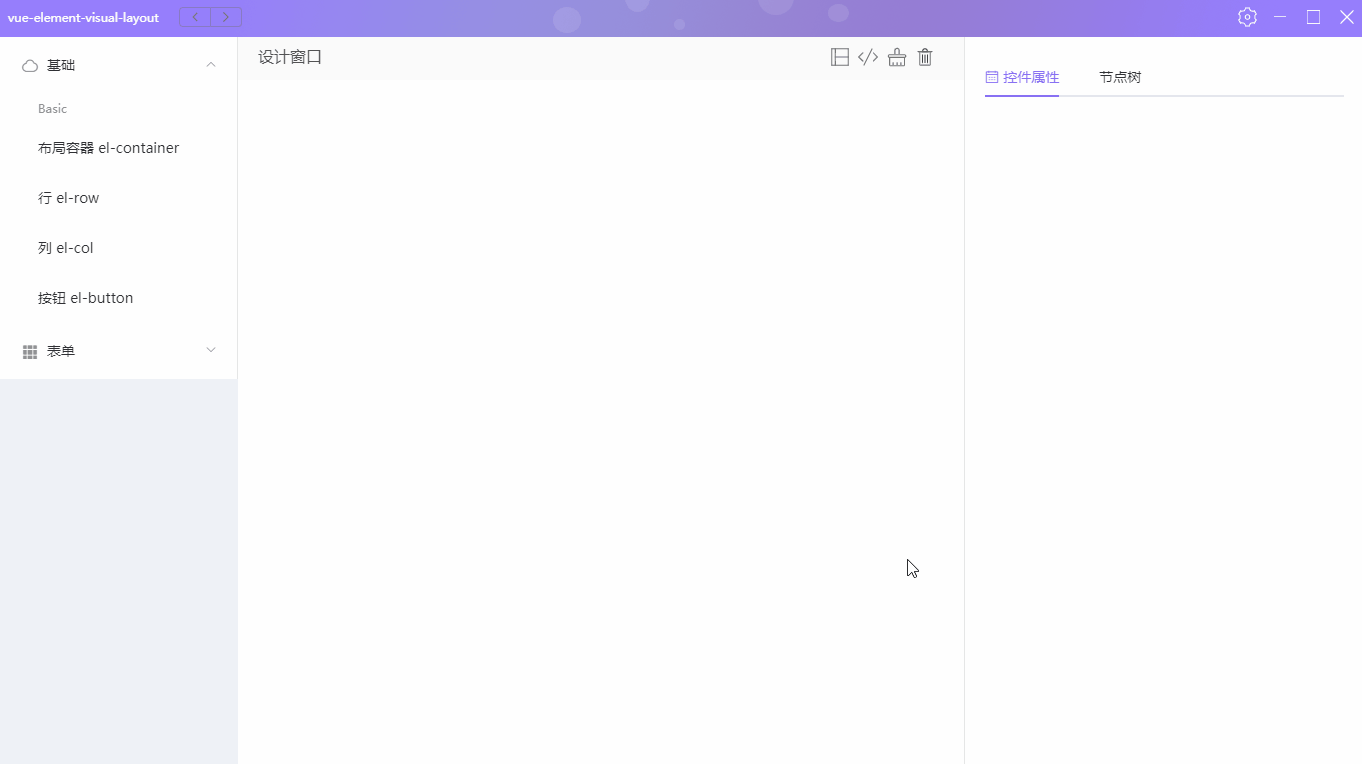 vue-element-visual-layout
基础
Basic
布局容器 el-container
行 el-row
列 el-col
按钮 el-button
表单
设计窗口
控件属性
节点树